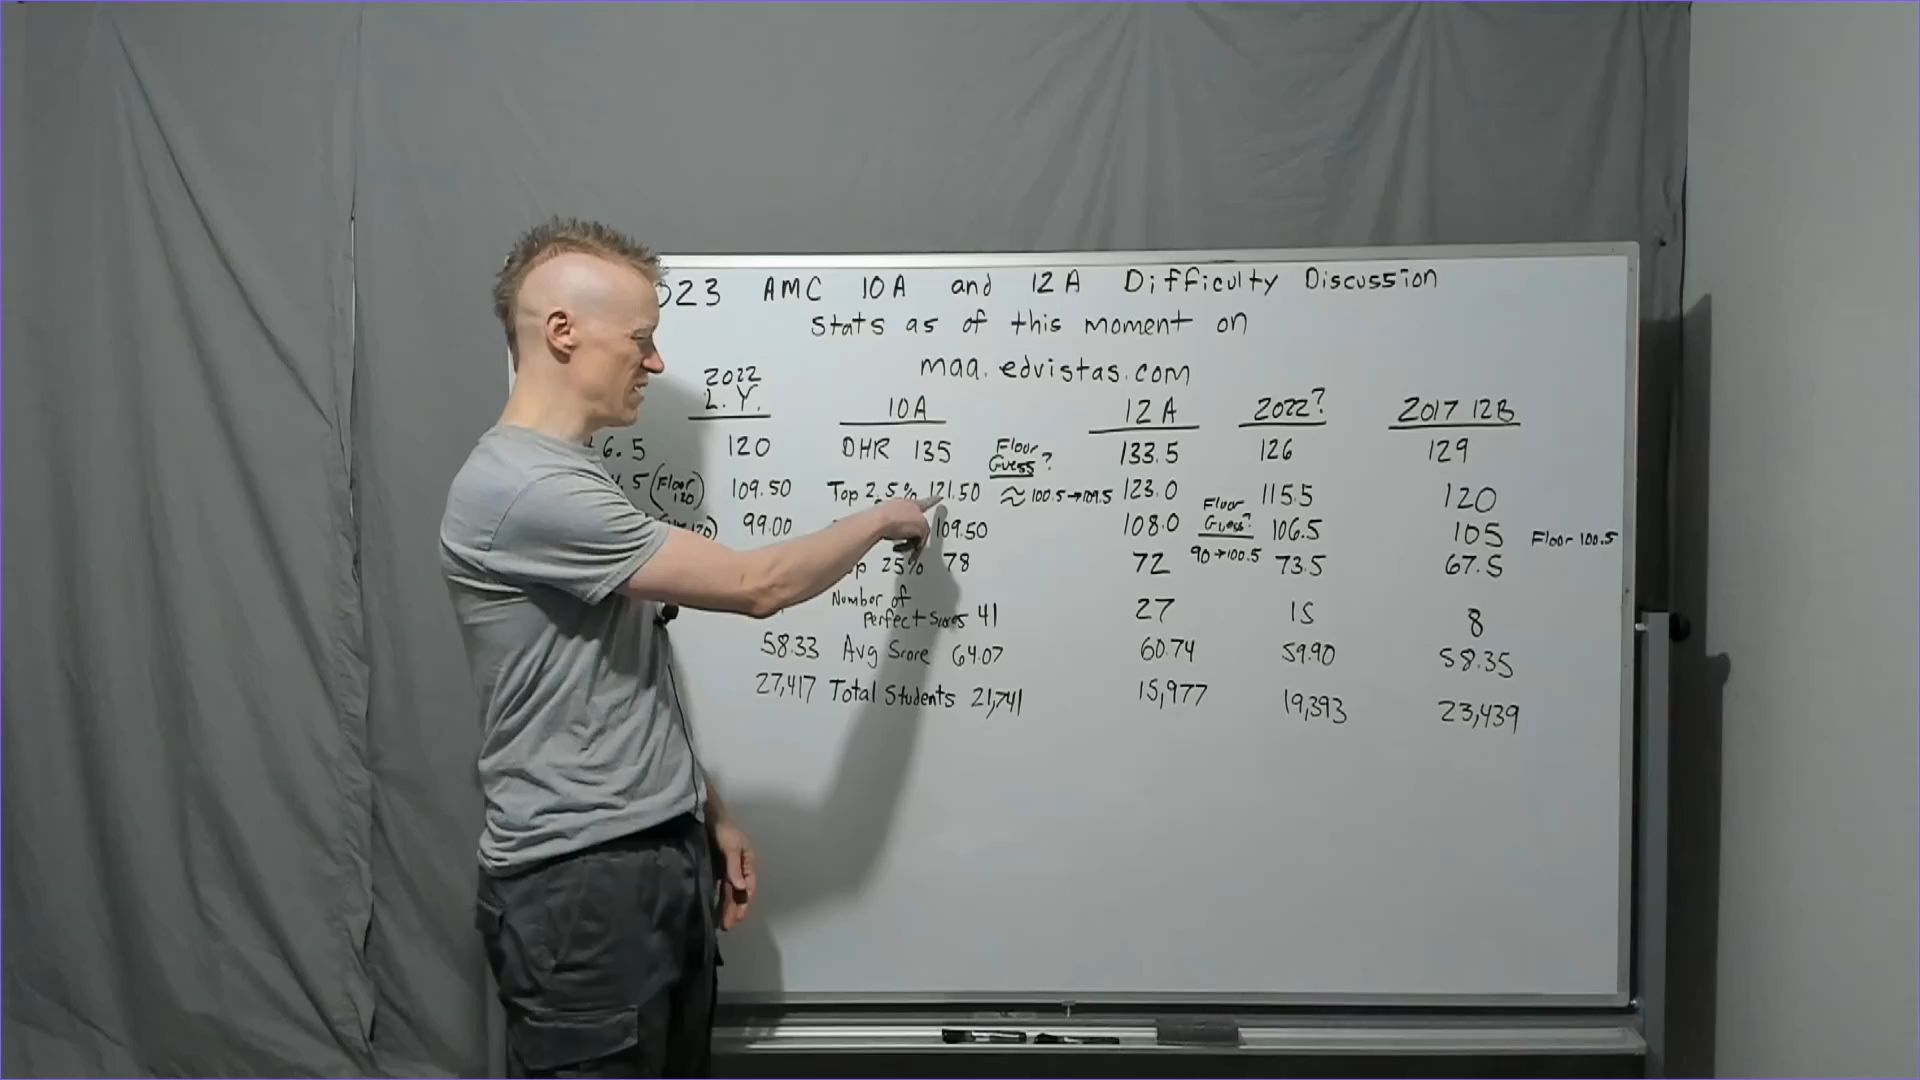 023 AMC 10A and 12A Difficulty Discussion
Stats as of this moment on
maa.edvistas.com
2022 L.Y. 10A 12A 2022? 2017 12B
6.5 120 DHR 135 Floor Guess? 133.5 126 129
.5 (Floor 120) 109.50 Top 2.5% 121.50 ≈ 100.5→109.5 123.0 115.5 120
99.00 109.50 108.0 Floor Guess? 106.5 105 Floor 100.5
25% 78 72 90→100.5 73.5 67.5
Number of Perfect Scores 41 27 15 8
58.33 Avg Score 64.07 60.74 59.90 58.35
27,417 Total Students 21,741 15,977 19,393 23,439